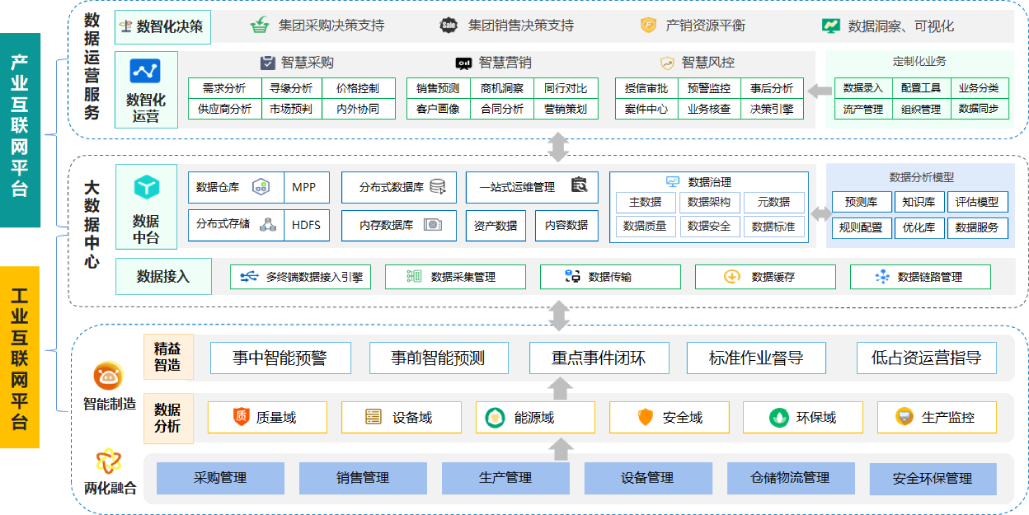 产业互联网平台
工业互联网平台
数据运营服务
数智化决策
集团采购决策支持
Sale
集团销售决策支持
产销资源平衡
数据洞察、可视化
数智化
运营
智慧采购
需求分析 寻缘分析 价格控制
供应商分析 市场预判 内外协同
智慧营销
销售预测 商机洞察 同行对比
客户画像 合同分析 营销策划
智慧风控
授信审批 预警监控 事后分析
案件中心 业务核查 决策引擎
定制化业务
数据录入 配置工具 业务分类
流产管理 组织管理 数据同步
大数据中心
数据
中台
数据仓库 MPP
分布式存储 HDFS
分布式数据库
内存数据库
一站式运维管理
资产数据 内容数据
数据治理
主数据 数据架构 元数据
数据质量 数据安全 数据标准
数据分析模型
预测库 知识库 评估模型
规则配置 优化库 数据服务
数据接入
多终端数据接入引擎
数据采集管理
数据传输
数据缓存
数据链路管理
智能制造
两化融合
精益
智造
事中智能预警
事前智能预测
重点事件闭环
标准作业督导
低占资运营指导
数据
分析
质
质量域
设备域
能源域
安全域
环保域
生产监控
采购管理
销售管理
生产管理
设备管理
仓储物流管理
安全环保管理